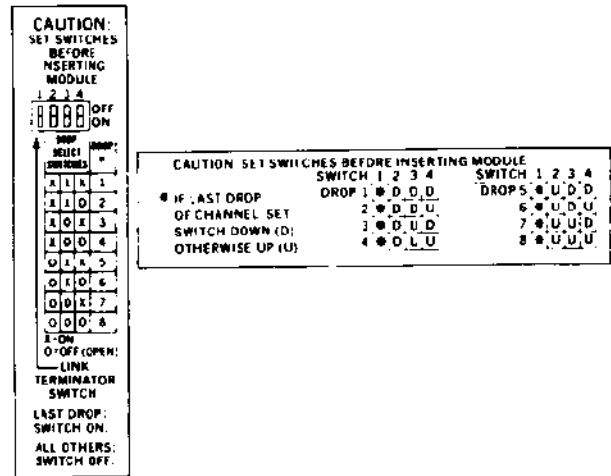 CAUTION:
SET SWITCHES
BEFORE
INSERTING
MODULE
1 2 3 4
OFF
ON
DROP
SELECT
SWITCHES
DROP
#
X X X 1
X X O 2
X O X 3
X O O 4
O X X 5
O X O 6
O O X 7
O O O 8
X=ON
O=OFF (OPEN)
LINK
TERMINATOR
SWITCH
LAST DROP:
SWITCH ON.
ALL OTHERS:
SWITCH OFF.
CAUTION SET SWITCHES BEFORE INSERTING MODULE
SWITCH 1 2 3 4 SWITCH 1 2 3 4
* IF LAST DROP DROP 1 * D D D DROP 5 * U D D
OF CHANNEL SET 2 * D D U 6 * U D U
SWITCH DOWN (D) 3 * D U D 7 * U U D
OTHERWISE UP (U) 4 * D U U 8 * U U U